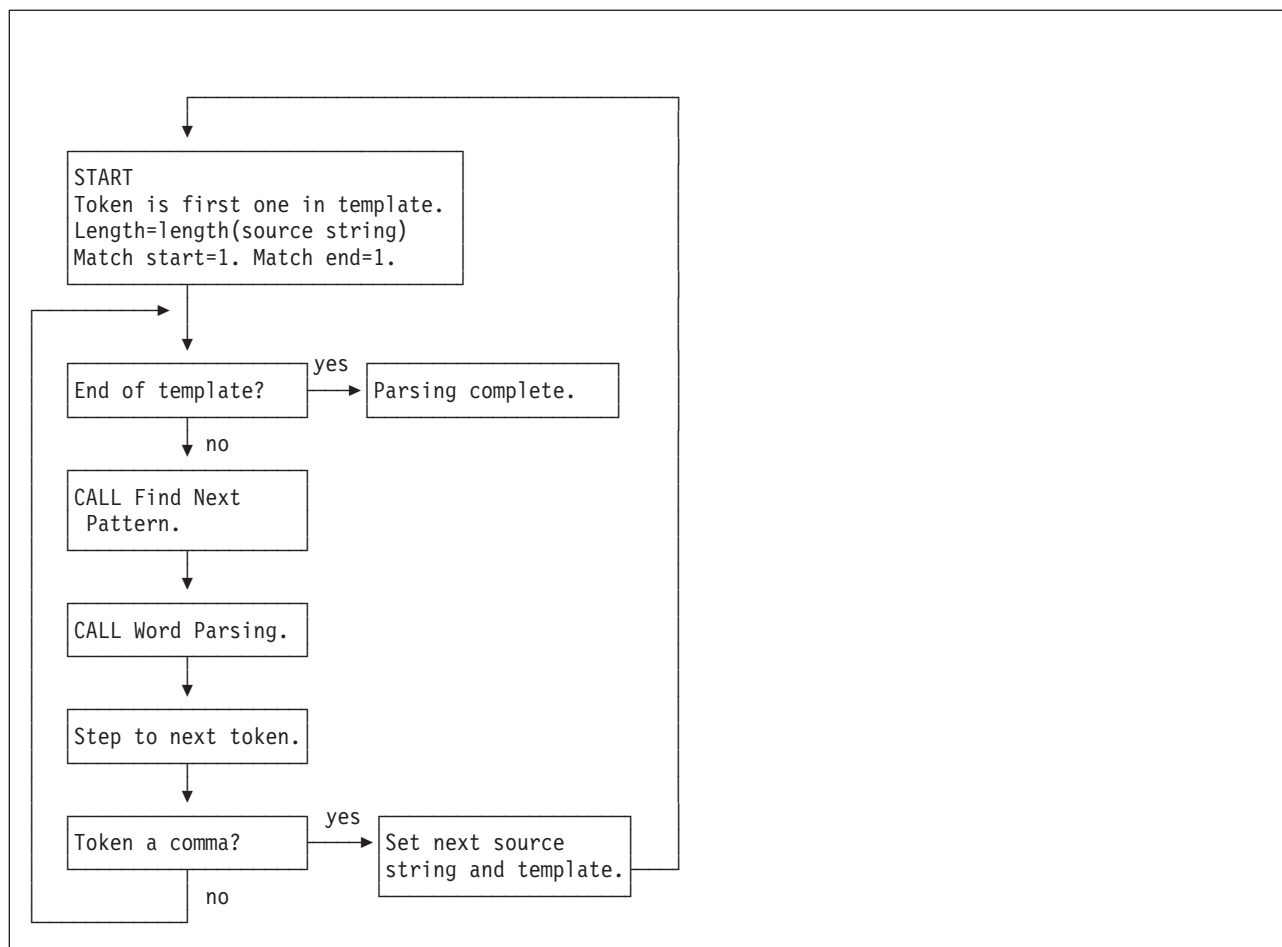 START
Token is first one in template.
Length=length(source string)
Match start=1. Match end=1.
yes
End of template?
Parsing complete.
no
CALL Find Next
Pattern.
CALL Word Parsing.
Step to next token.
yes
Token a comma?
Set next source
string and template.
no